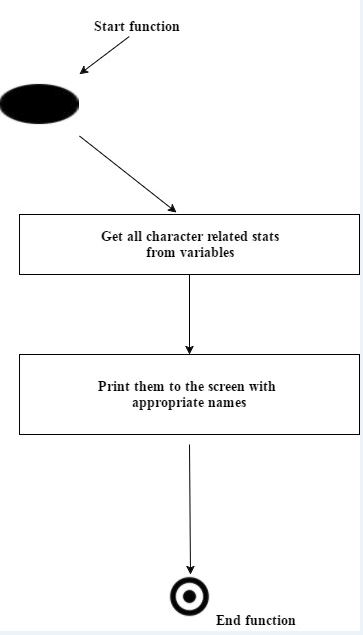 Start function
Get all character related stats
from variables
Print them to the screen with
appropriate names
End function